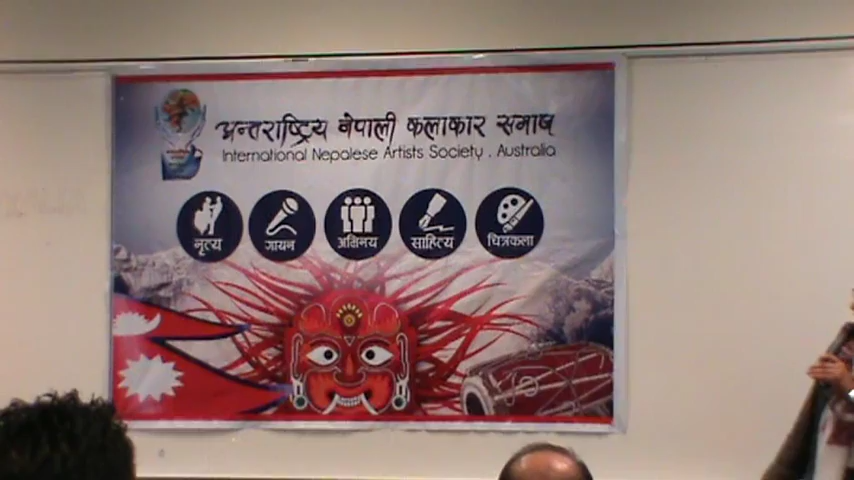 अन्तराष्ट्रिय नेपाली कलाकार समाज
International Nepalese Artists Society , Australia
नृत्य गायन अभिनय साहित्य चित्रकला